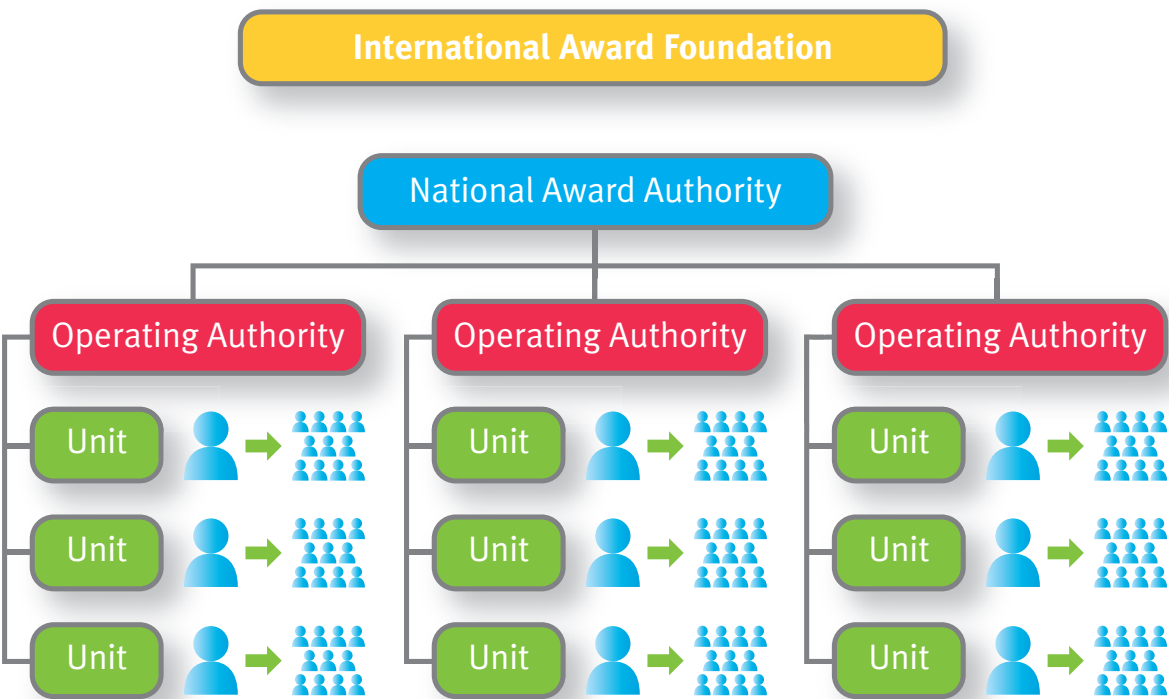 International Award Foundation
National Award Authority
Operating Authority
Operating Authority
Operating Authority
Unit
Unit
Unit
Unit
Unit
Unit
Unit
Unit
Unit